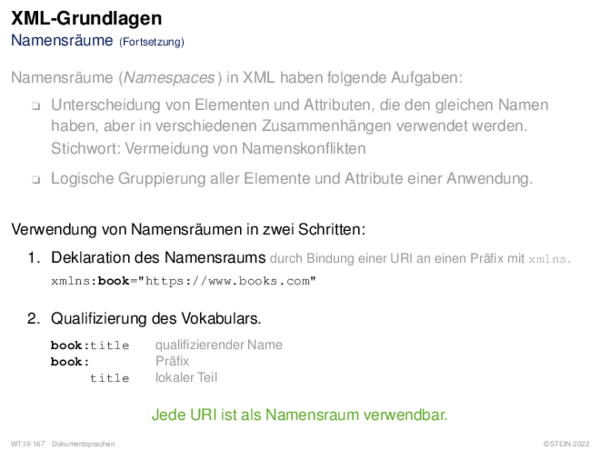 XML-Grundlagen
Namensräume (Fortsetzung)
Namensräume (Namespaces) in XML haben folgende Aufgaben:
❑ Unterscheidung von Elementen und Attributen, die den gleichen Namen
haben, aber in verschiedenen Zusammenhängen verwendet werden.
Stichwort: Vermeidung von Namenskonflikten
❑ Logische Gruppierung aller Elemente und Attribute einer Anwendung.
Verwendung von Namensräumen in zwei Schritten:
1. Deklaration des Namensraums durch Bindung einer URI an einen Präfix mit xmlns.
xmlns:book="https://www.books.com"
2. Qualifizierung des Vokabulars.
book:title qualifizierender Name
book: Präfix
title lokaler Teil
Jede URI ist als Namensraum verwendbar.
WT:III-167 Dokumentsprachen ©STEIN 2022